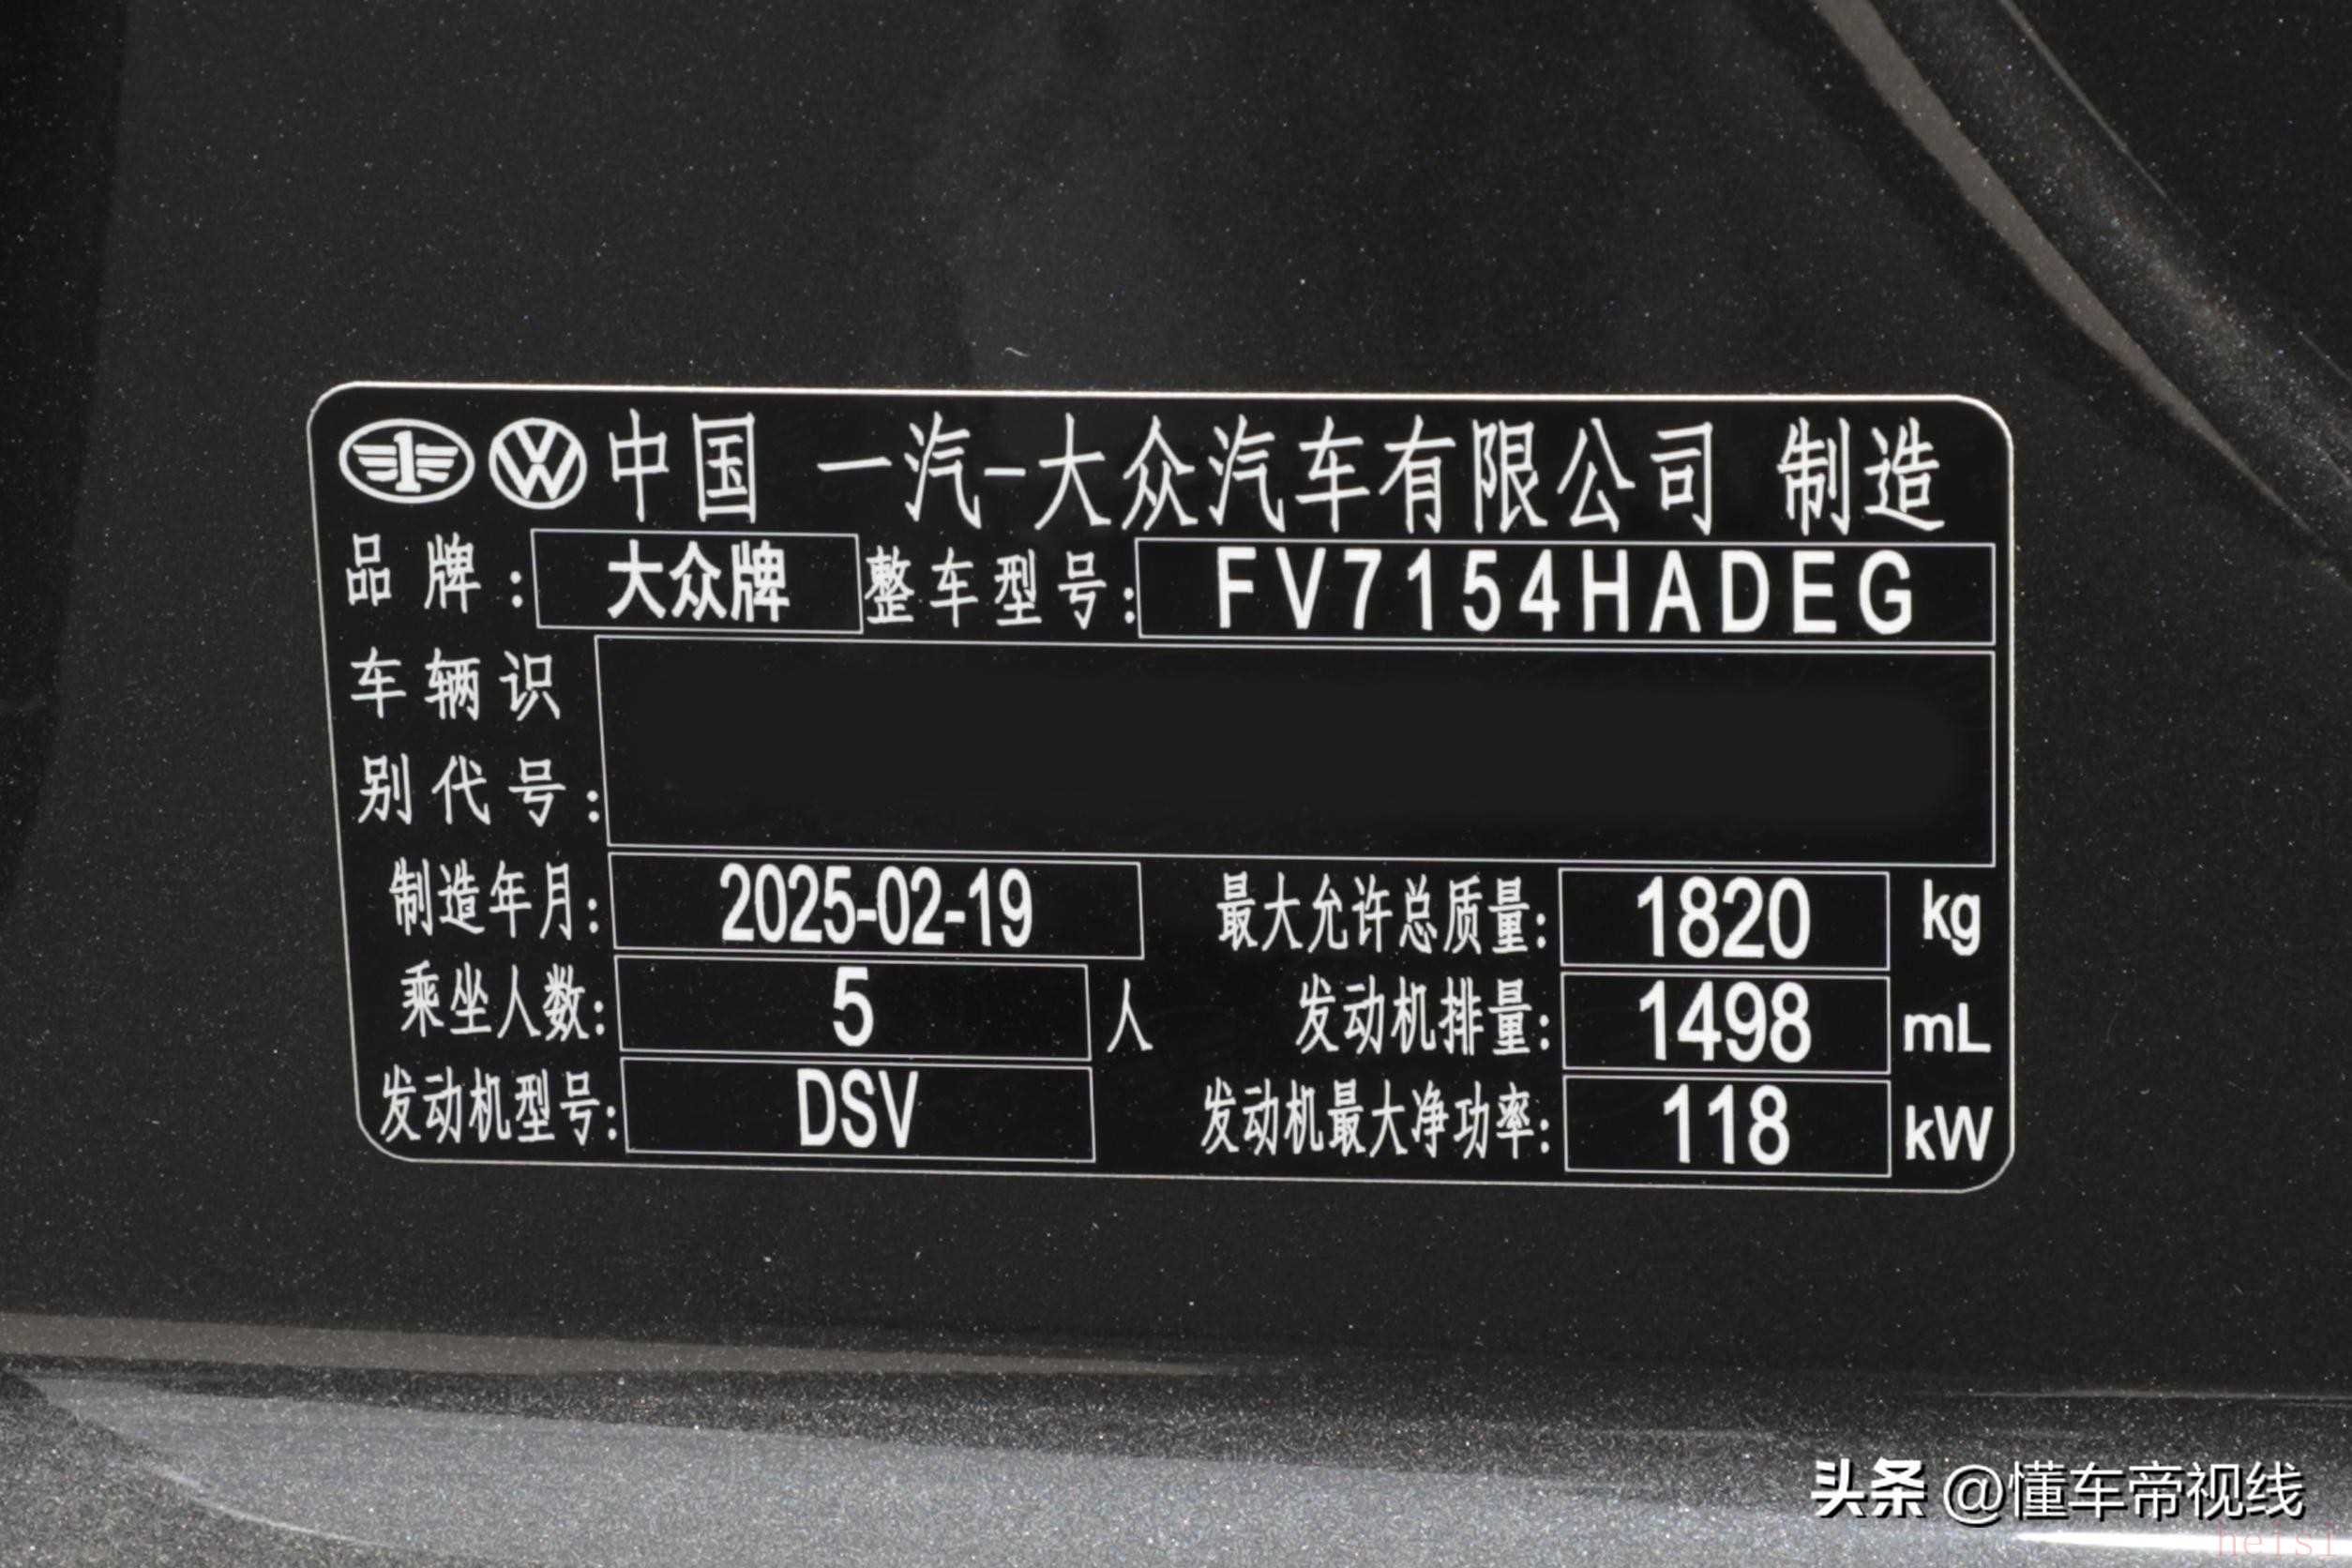 中国 一汽-大众汽车有限公司 制造
品牌: 大众牌 整车型号: FV7154HADEG
车辆识
别代号:
制造年月: 2025-02-19 最大允许总质量: 1820 kg
乘坐人数: 5 人 发动机排量: 1498 mL
发动机型号: DSV 发动机最大净功率: 118 kW
头条 @懂车帝视线